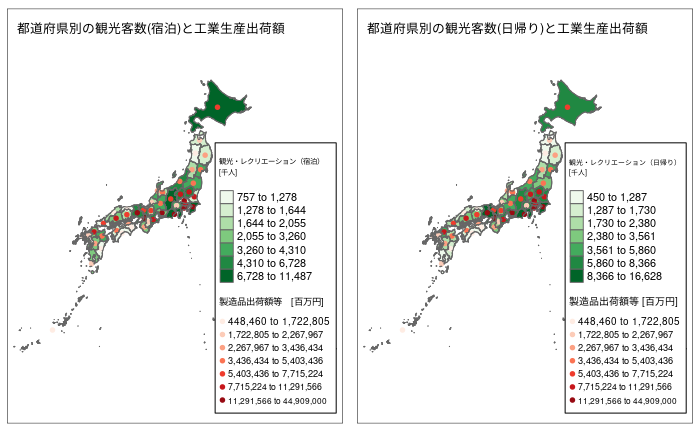 都道府県別の観光客数(宿泊)と工業生産出荷額
観光・レクリエーション（宿泊）
[千人]
757 to 1,278
1,278 to 1,644
1,644 to 2,055
2,055 to 3,260
3,260 to 4,310
4,310 to 6,728
6,728 to 11,487
製造品出荷額等　[百万円]
448,460 to 1,722,805
1,722,805 to 2,267,967
2,267,967 to 3,436,434
3,436,434 to 5,403,436
5,403,436 to 7,715,224
7,715,224 to 11,291,566
11,291,566 to 44,909,000
都道府県別の観光客数(日帰り)と工業生産出荷額
観光・レクリエーション（日帰り）
[千人]
450 to 1,287
1,287 to 1,730
1,730 to 2,380
2,380 to 3,561
3,561 to 5,860
5,860 to 8,366
8,366 to 16,628
製造品出荷額等 [百万円]
448,460 to 1,722,805
1,722,805 to 2,267,967
2,267,967 to 3,436,434
3,436,434 to 5,403,436
5,403,436 to 7,715,224
7,715,224 to 11,291,566
11,291,566 to 44,909,000